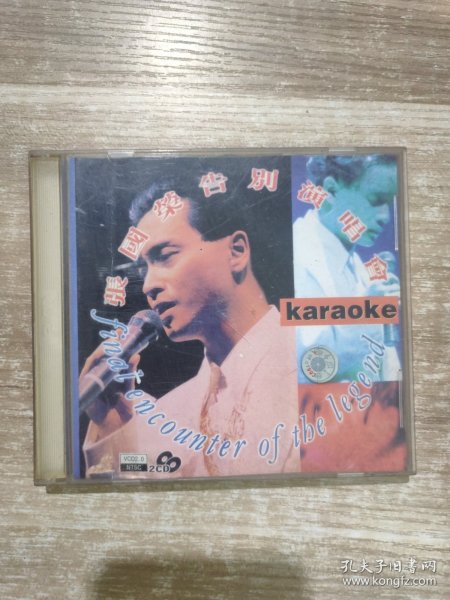 張國榮告別演唱會
karaoke
final encounter of the legend
VCD2.0
NTSC
2CD
孔夫子旧书网
www.kongfz.com